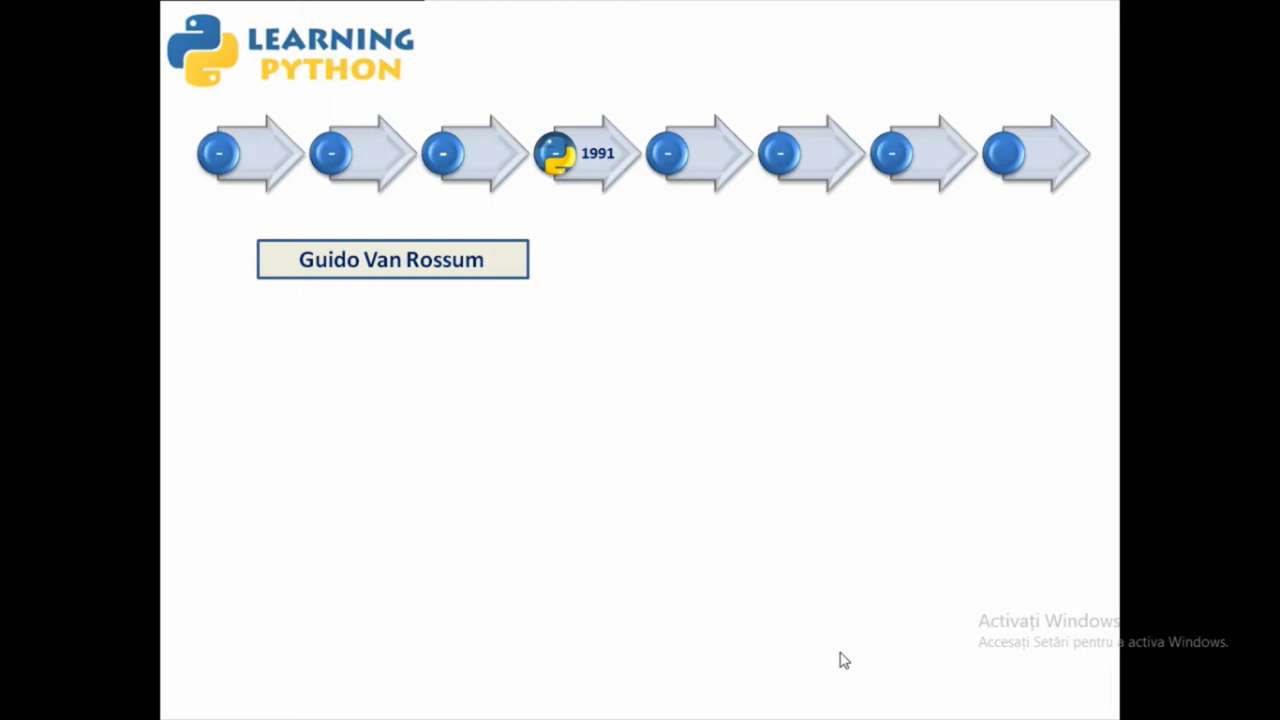 LEARNING
PYTHON
- - - - 1991 - - -
Guido Van Rossum
Activați Windows
Accesați Setări pentru a activa Windows.